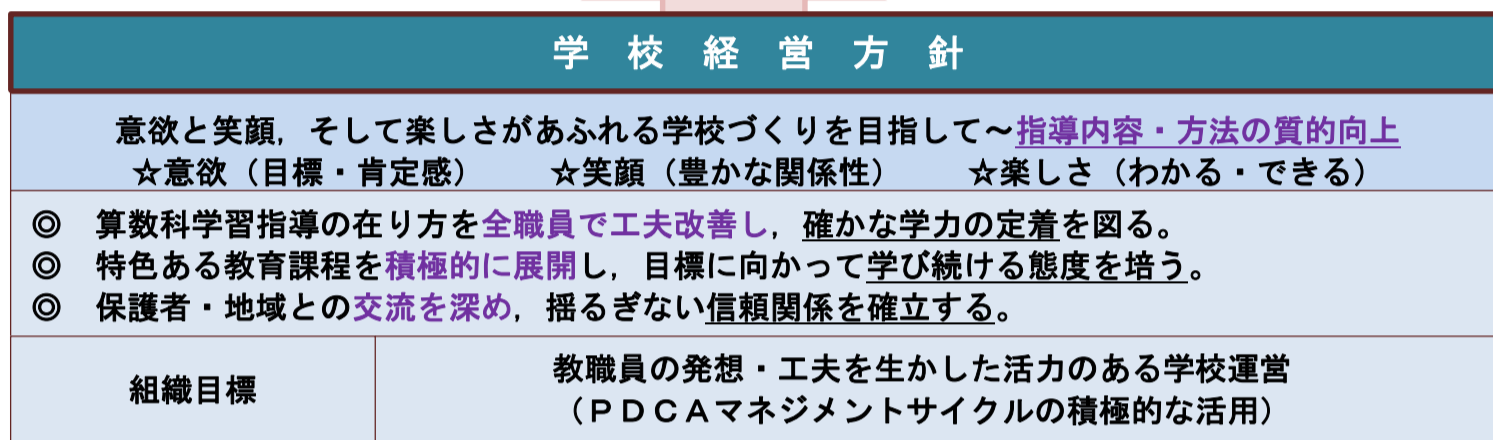 学校経営方針
意欲と笑顔，そして楽しさがあふれる学校づくりを目指して～指導内容・方法の質的向上
☆意欲（目標・肯定感） ☆笑顔（豊かな関係性） ☆楽しさ（わかる・できる）
◎ 算数科学習指導の在り方を全職員で工夫改善し，確かな学力の定着を図る。
◎ 特色ある教育課程を積極的に展開し，目標に向かって学び続ける態度を培う。
◎ 保護者・地域との交流を深め，揺るぎない信頼関係を確立する。
組織目標
教職員の発想・工夫を生かした活力のある学校運営
（ＰＤＣＡマネジメントサイクルの積極的な活用）